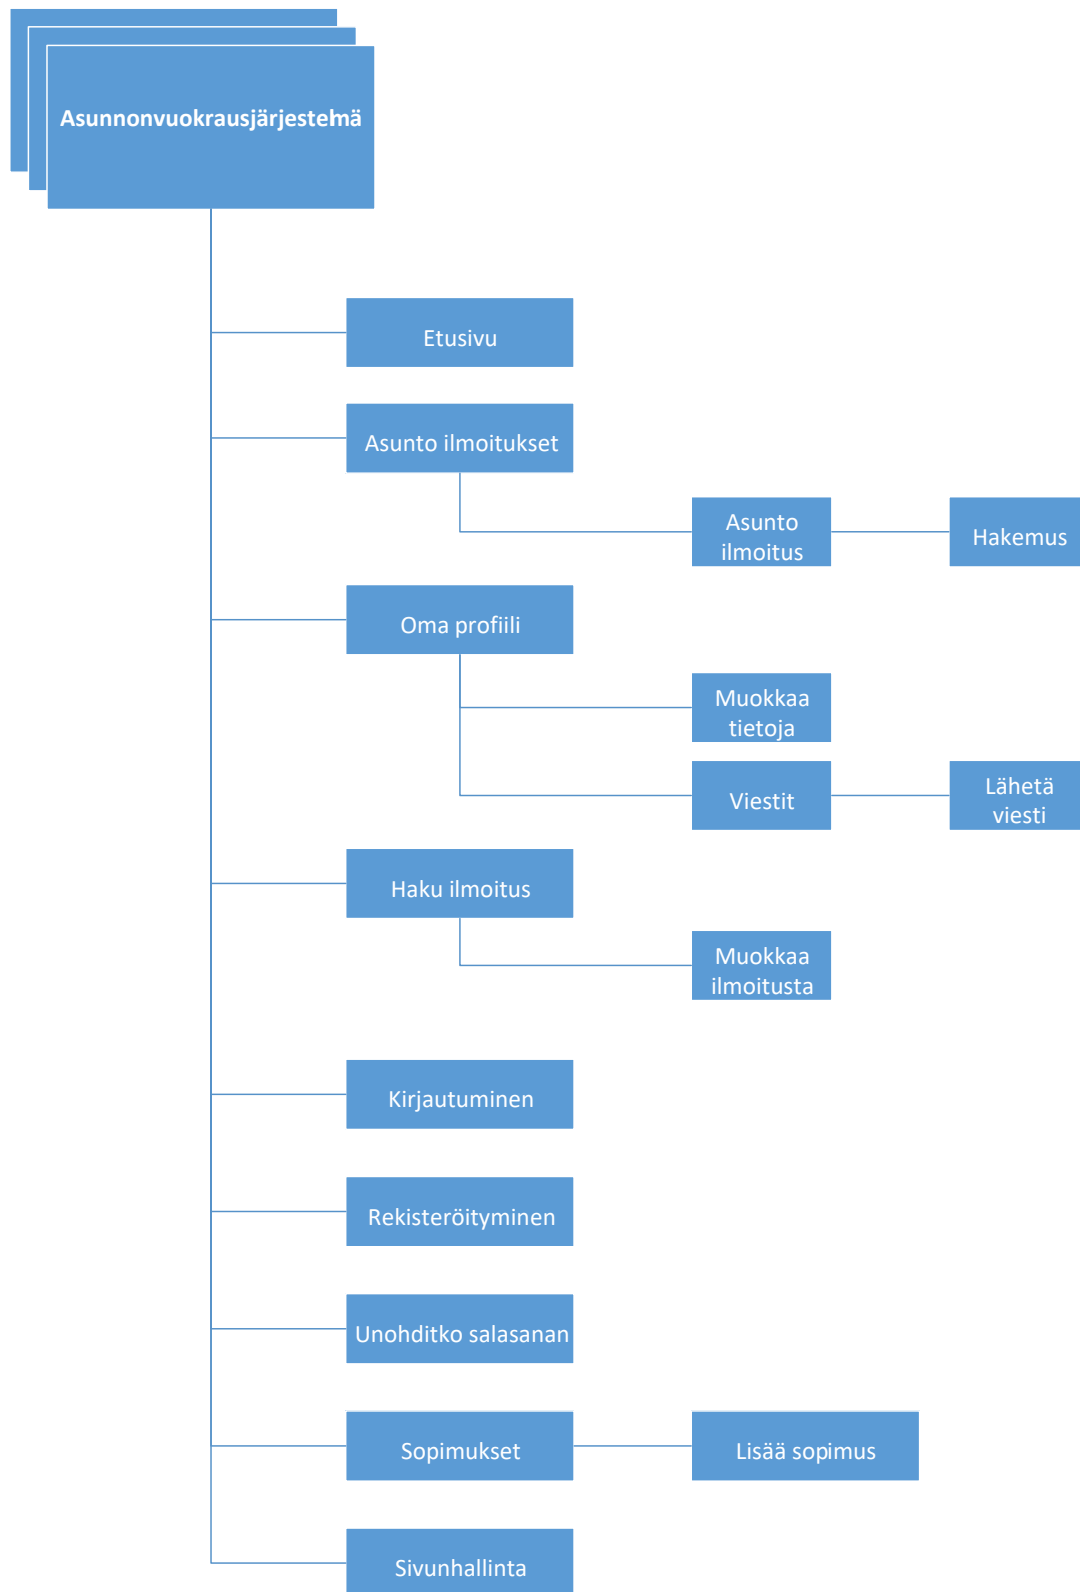 Asunnonvuokrausjärjestelmä
Etusivu
Asunto ilmoitukset
Asunto
ilmoitus
Hakemus
Oma profiili
Muokkaa
tietoja
Viestit
Lähetä
viesti
Haku ilmoitus
Muokkaa
ilmoitusta
Kirjautuminen
Rekisteröityminen
Unohditko salasanan
Sopimukset
Lisää sopimus
Sivunhallinta